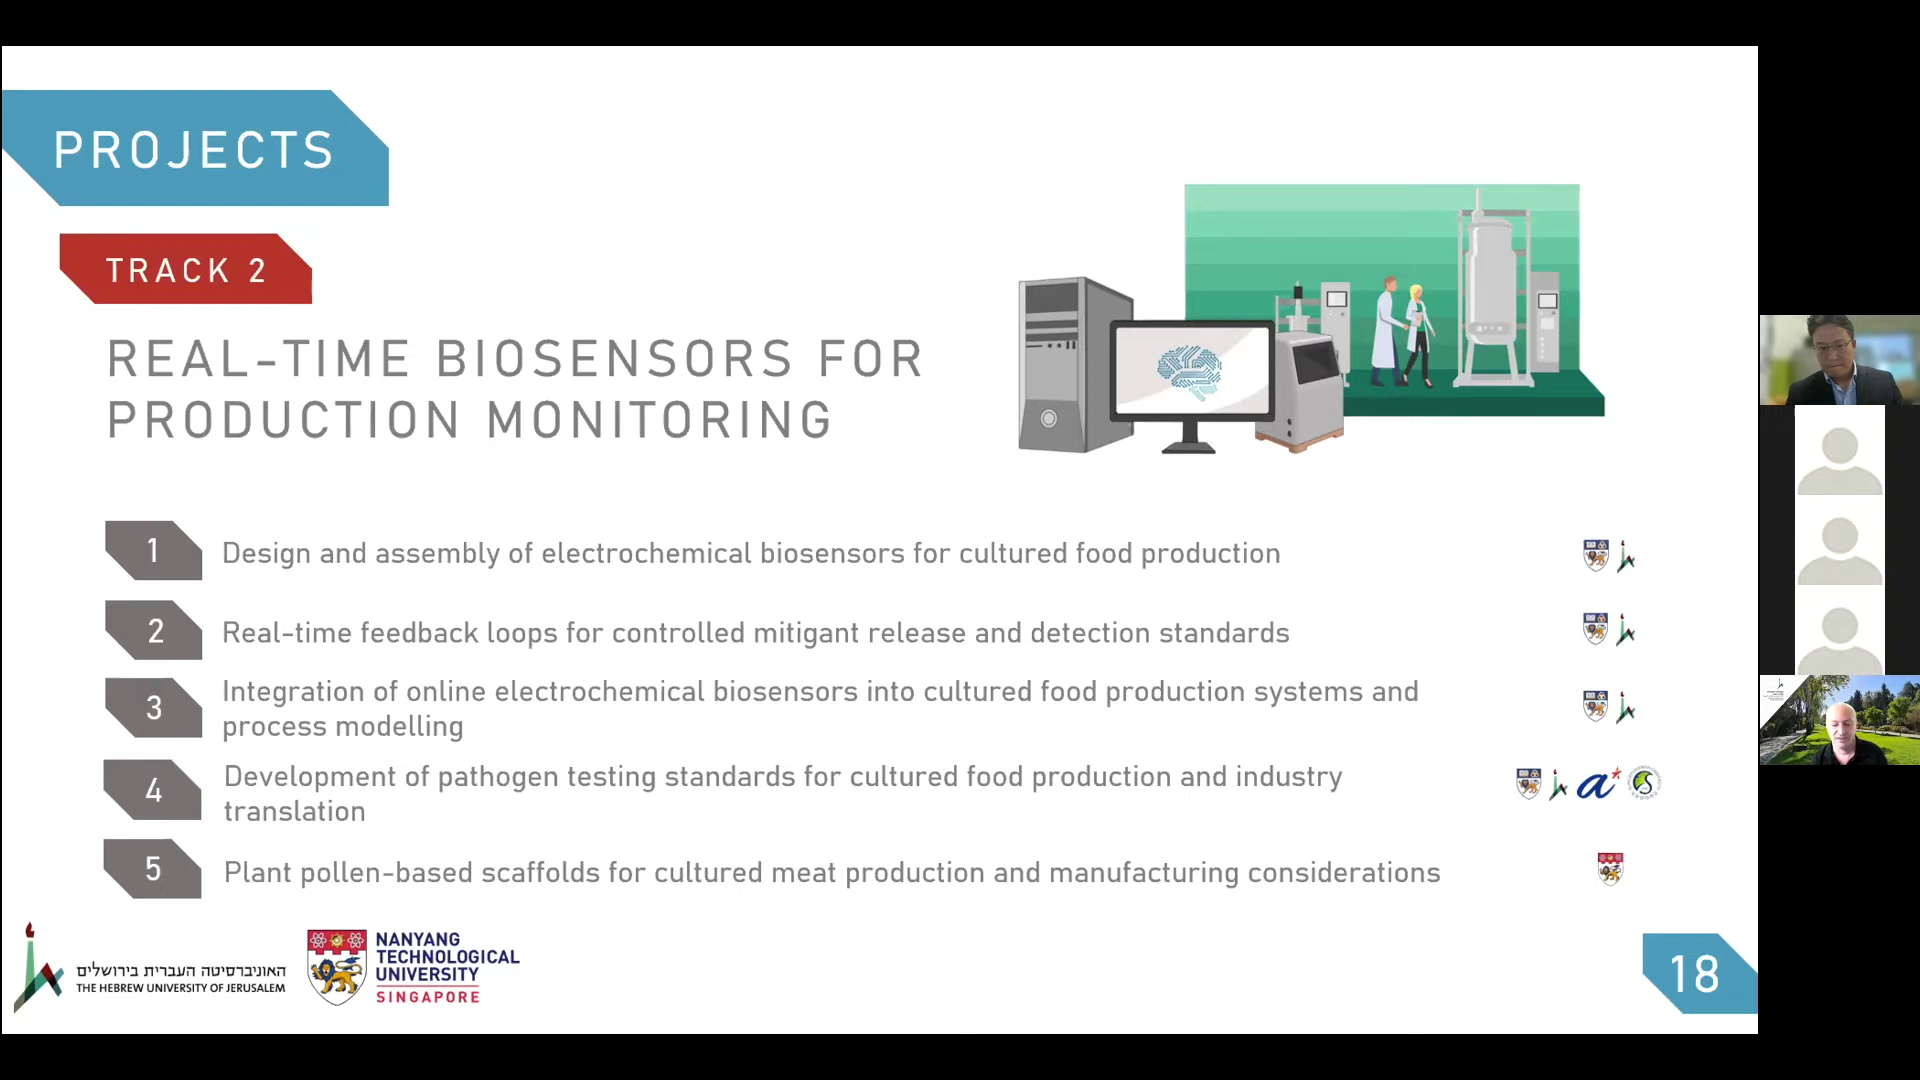 PROJECTS
TRACK 2
REAL-TIME BIOSENSORS FOR
PRODUCTION MONITORING
1
Design and assembly of electrochemical biosensors for cultured food production
2
Real-time feedback loops for controlled mitigant release and detection standards
3
Integration of online electrochemical biosensors into cultured food production systems and
process modelling
4
Development of pathogen testing standards for cultured food production and industry
translation
5
Plant pollen-based scaffolds for cultured meat production and manufacturing considerations
האוניברסיטה העברית בירושלים
THE HEBREW UNIVERSITY OF JERUSALEM
NANYANG
TECHNOLOGICAL
UNIVERSITY
SINGAPORE
18